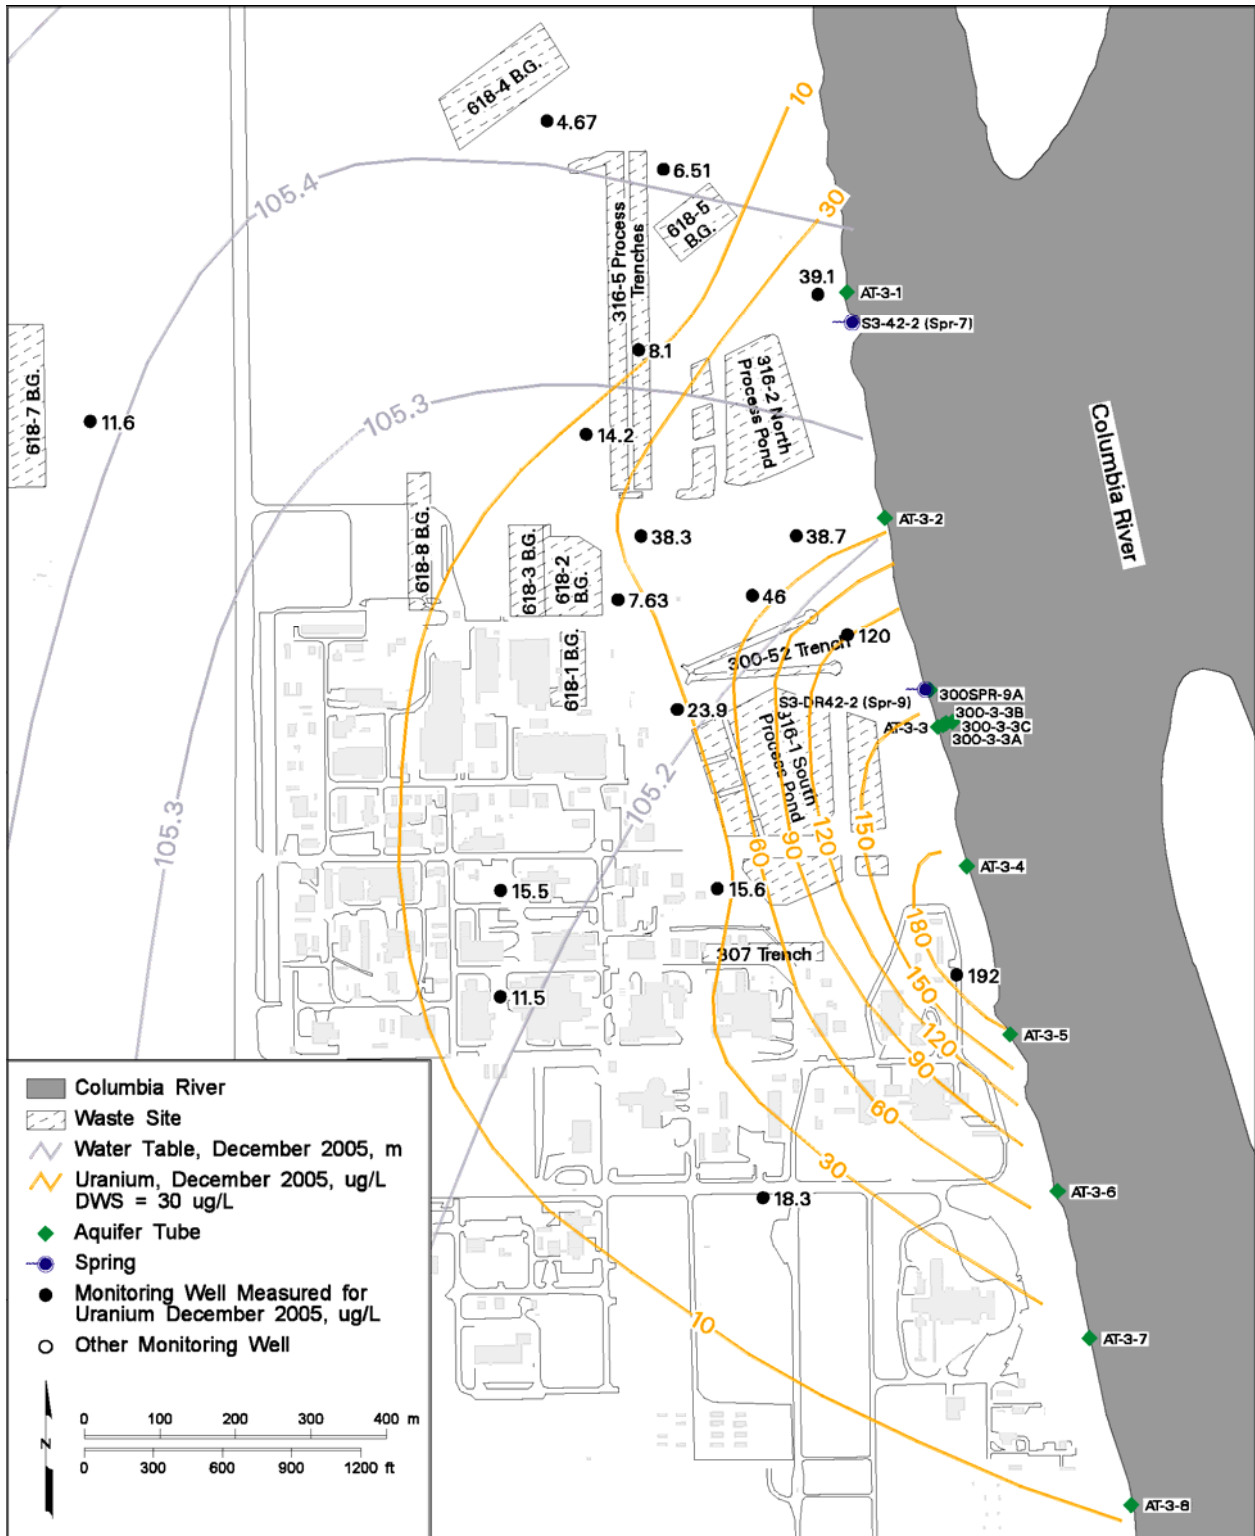 618-4 B.G.
4.67
10
6.51
105.4
618-5
B.G.
30
316-5 Process
Trenches
39.1
AT-3-1
S3-42-2 (Spr-7)
8.1
316-2 North
Process Pond
618-7 B.G.
11.6
105.3
14.2
Columbia River
AT-3-2
618-8 B.G.
618-3 B.G.
618-2
B.G.
38.3
38.7
7.63
46
120
300-52 Trench
618-1 B.G.
23.9
S3-DR42-2 (Spr-9)
300SPR-9A
300-3-3B
AT-3-3
300-3-3C
300-3-3A
316-1 South
Process Pond
105.2
105.3
60
90
120
150
AT-3-4
15.5
15.6
180
307 Trench
192
150
11.5
AT-3-5
120
90
60
AT-3-6
30
18.3
10
AT-3-7
AT-3-8
Columbia River
Waste Site
Water Table, December 2005, m
Uranium, December 2005, ug/L
DWS = 30 ug/L
Aquifer Tube
Spring
Monitoring Well Measured for
Uranium December 2005, ug/L
Other Monitoring Well
0 100 200 300 400 m
N
0 300 600 900 1200 ft